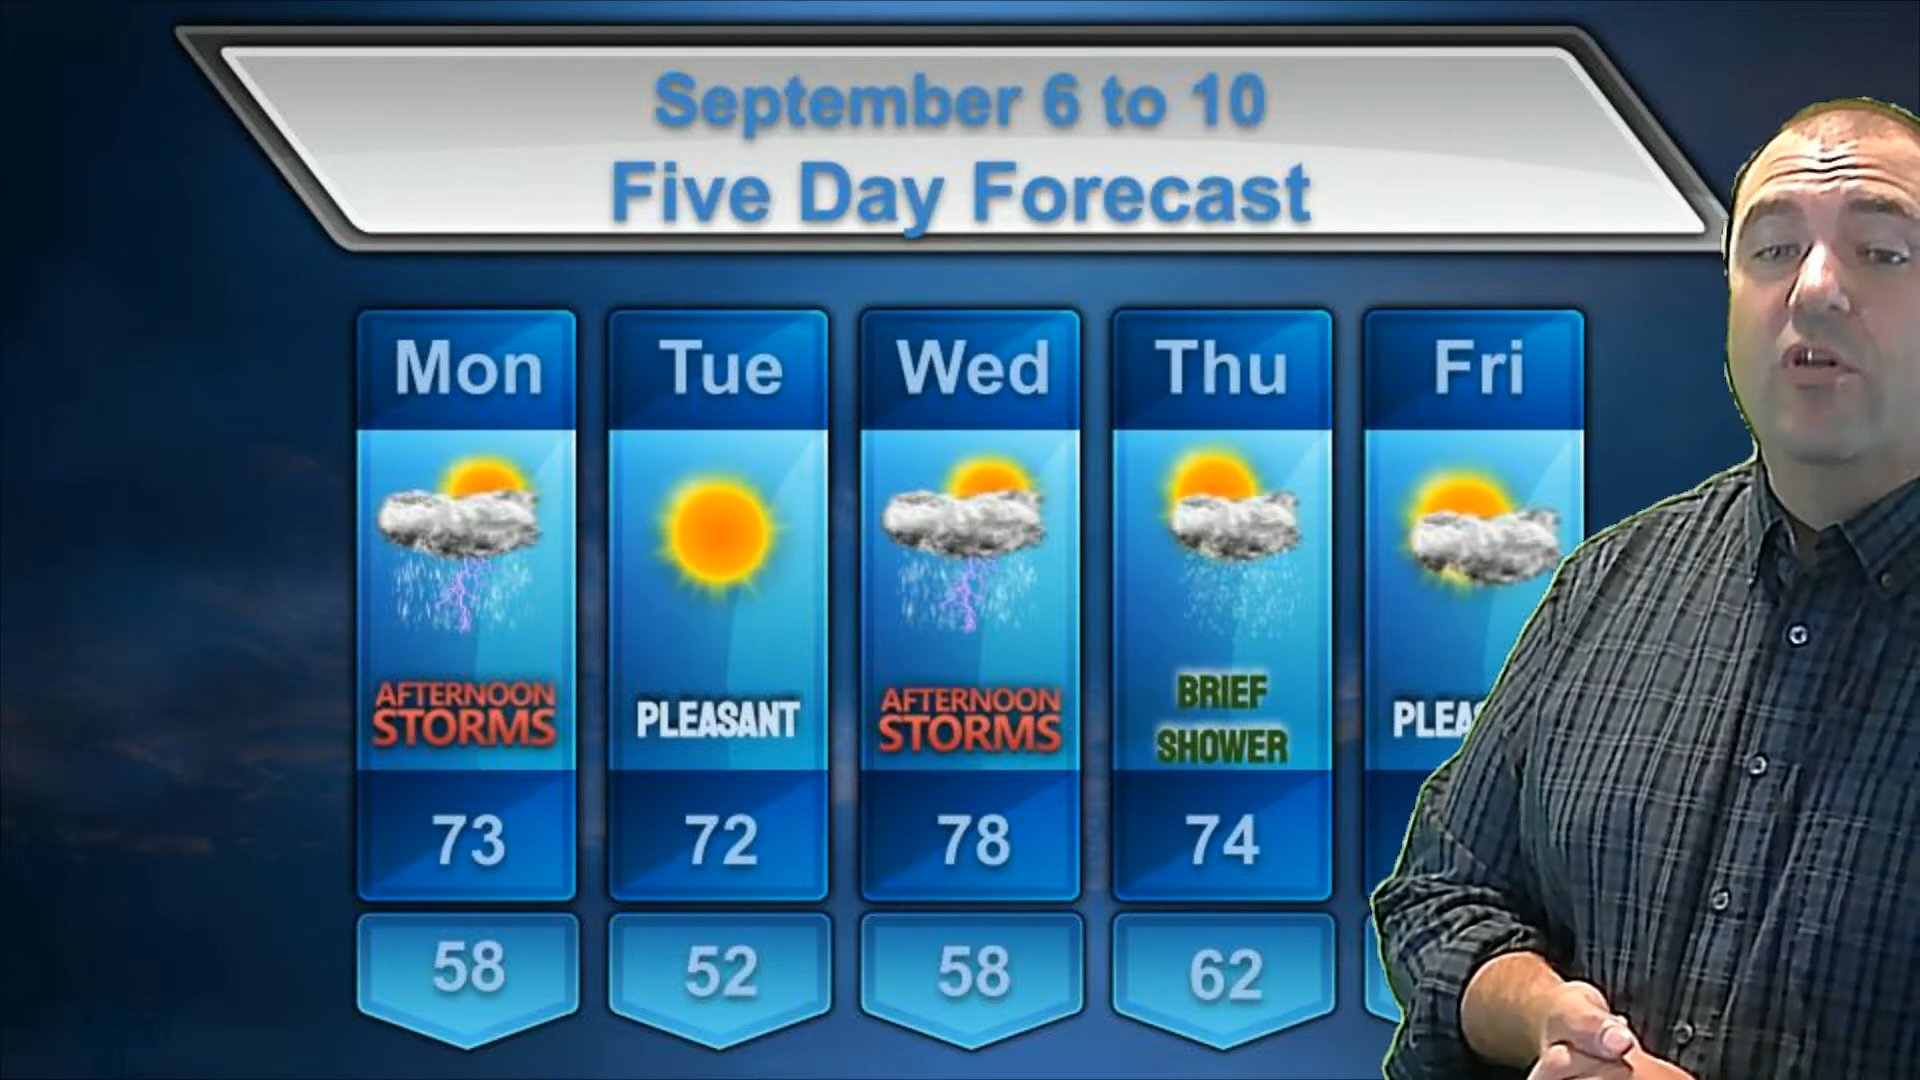 September 6 to 10
Five Day Forecast
Mon
AFTERNOON
STORMS
73
58
Tue
PLEASANT
72
52
Wed
AFTERNOON
STORMS
78
58
Thu
BRIEF
SHOWER
74
62
Fri